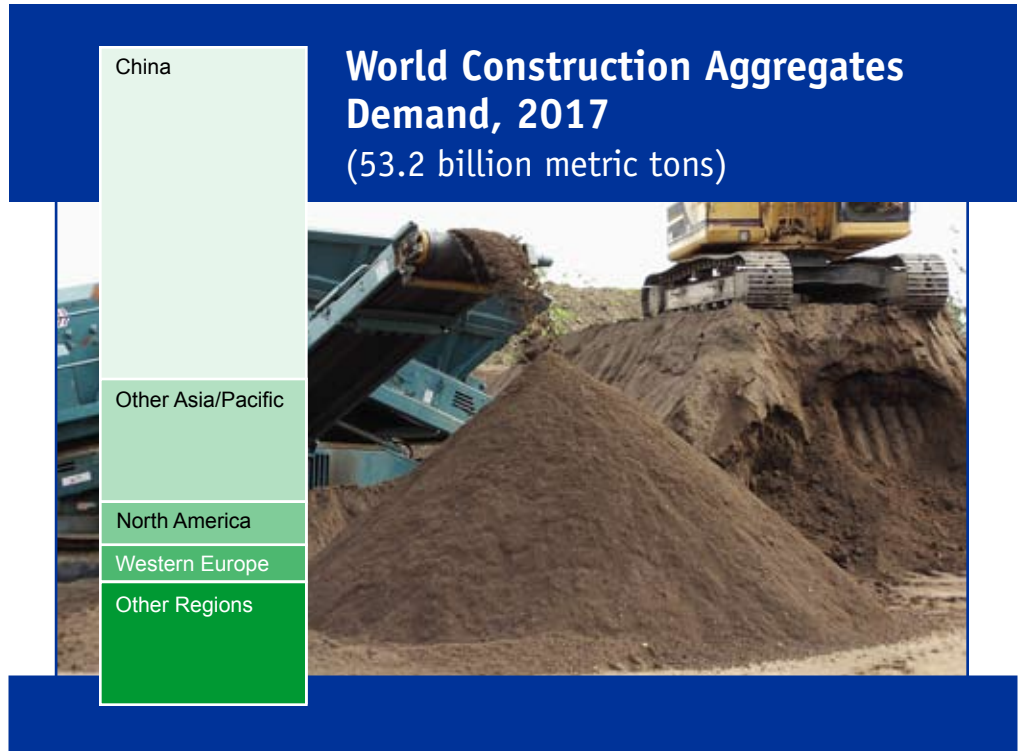 China
World Construction Aggregates
Demand, 2017
(53.2 billion metric tons)
Other Asia/Pacific
North America
Western Europe
Other Regions